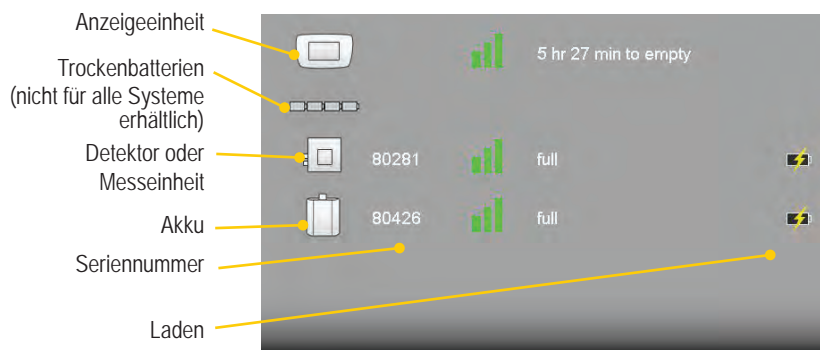 Anzeigeeinheit
5 hr 27 min to empty
Trockenbatterien
(nicht für alle Systeme
erhältlich)
Detektor oder
Messeinheit
80281 full
Akku
80426 full
Seriennummer
Laden